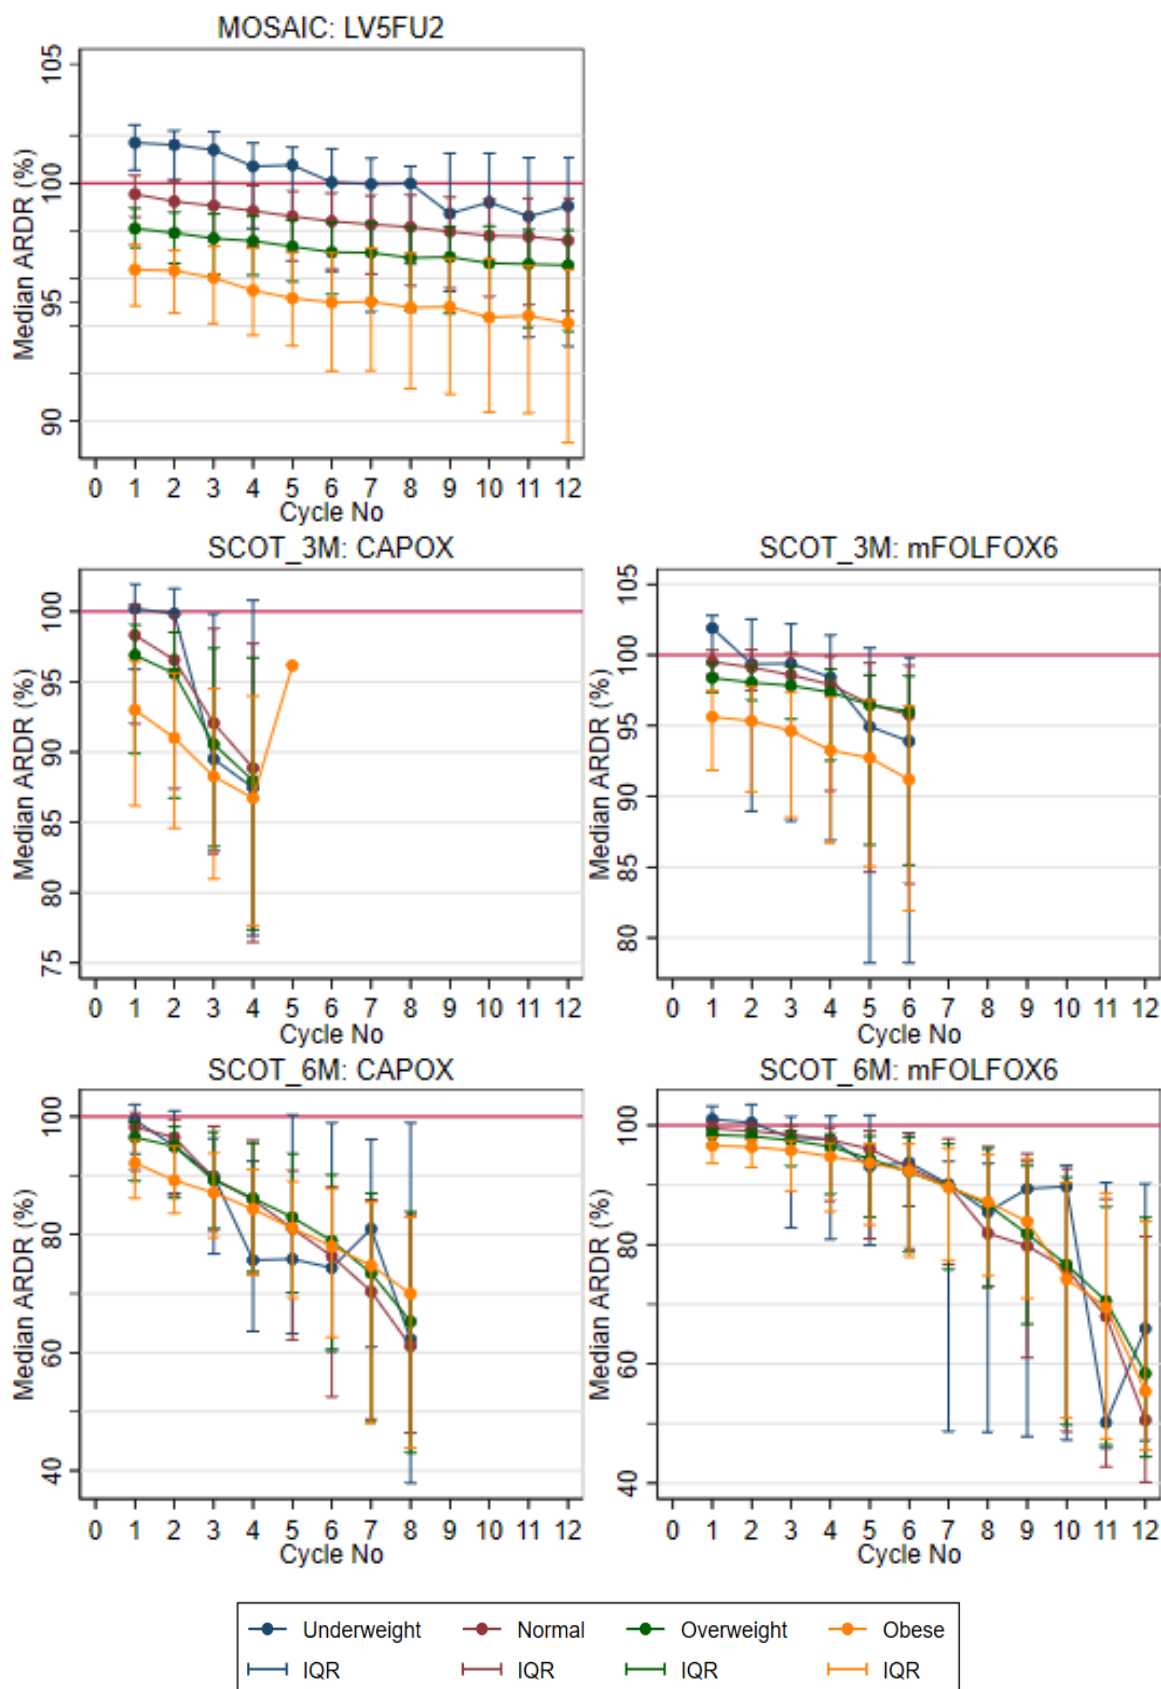 MOSAIC: LV5FU2
Median ARDR (%)
105
100
95
90
0 1 2 3 4 5 6 7 8 9 10 11 12
Cycle No
SCOT_3M: CAPOX
Median ARDR (%)
100
95
90
85
80
75
0 1 2 3 4 5 6 7 8 9 10 11 12
Cycle No
SCOT_3M: mFOLFOX6
Median ARDR (%)
105
100
95
90
85
80
0 1 2 3 4 5 6 7 8 9 10 11 12
Cycle No
SCOT_6M: CAPOX
Median ARDR (%)
100
80
60
40
0 1 2 3 4 5 6 7 8 9 10 11 12
Cycle No
SCOT_6M: mFOLFOX6
Median ARDR (%)
100
80
60
40
0 1 2 3 4 5 6 7 8 9 10 11 12
Cycle No
Underweight Normal Overweight Obese
IQR IQR IQR IQR